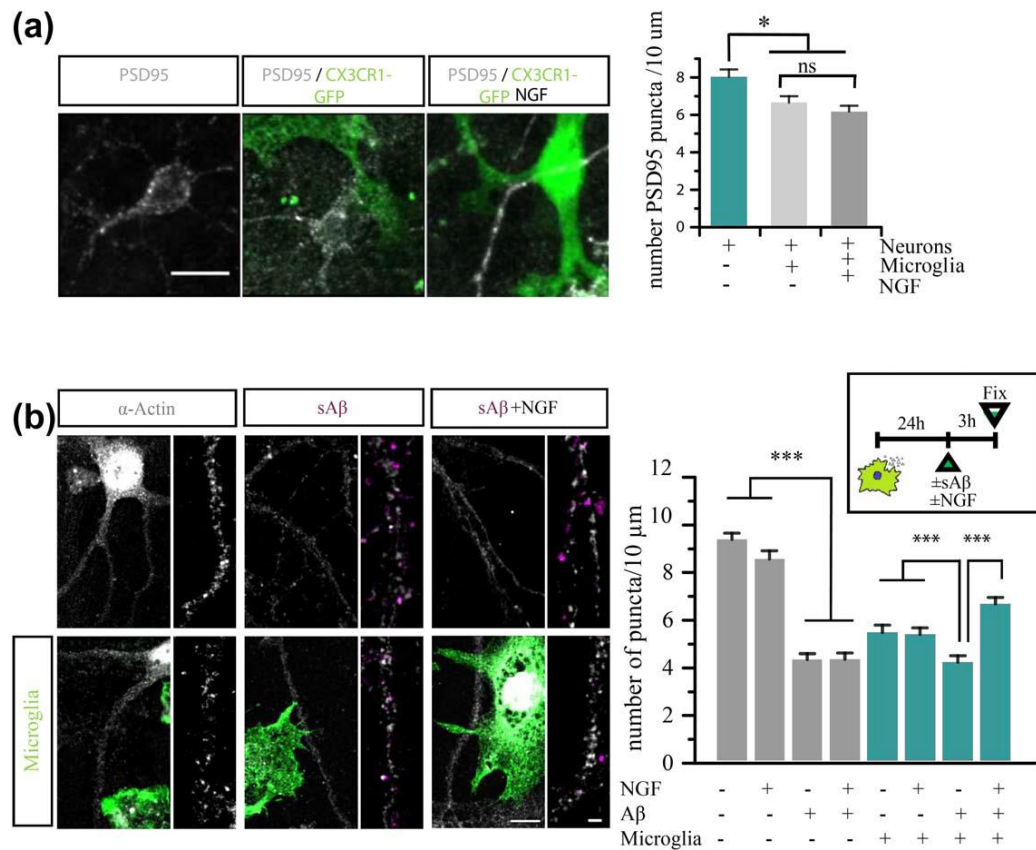 (a)
PSD95
PSD95 / CX3CR1-
GFP
PSD95 / CX3CR1-
GFP NGF
number PSD95 puncta /10 um
8
6
4
2
0
*
ns
+ + + Neurons
- + + Microglia
- - + NGF
(b)
α-Actin
sAβ
sAβ+NGF
Microglia
24h
3h
Fix
±sAβ
±NGF
number of puncta/10 μm
12
10
8
6
4
2
0
***
***
***
NGF - + - + - + - +
Aβ - - + + - - + +
Microglia - - - - + + + +